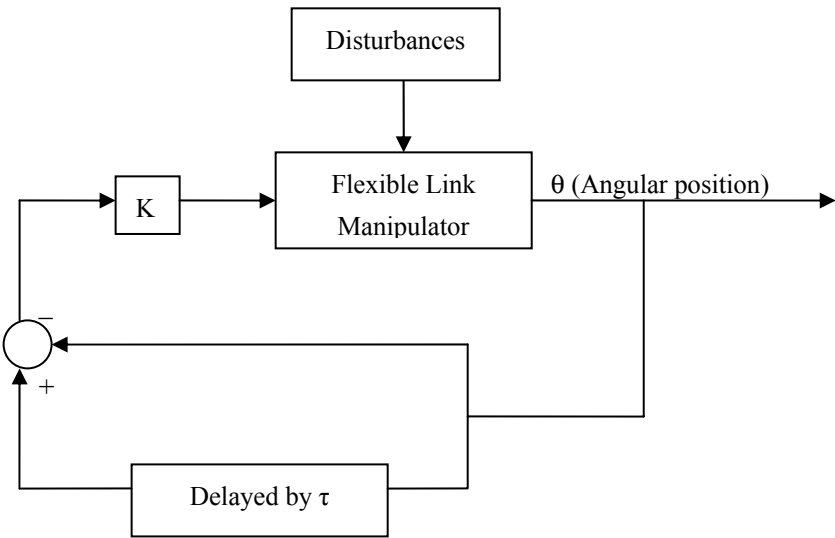 Disturbances
Flexible Link
Manipulator
θ (Angular position)
K
–
+
Delayed by τ